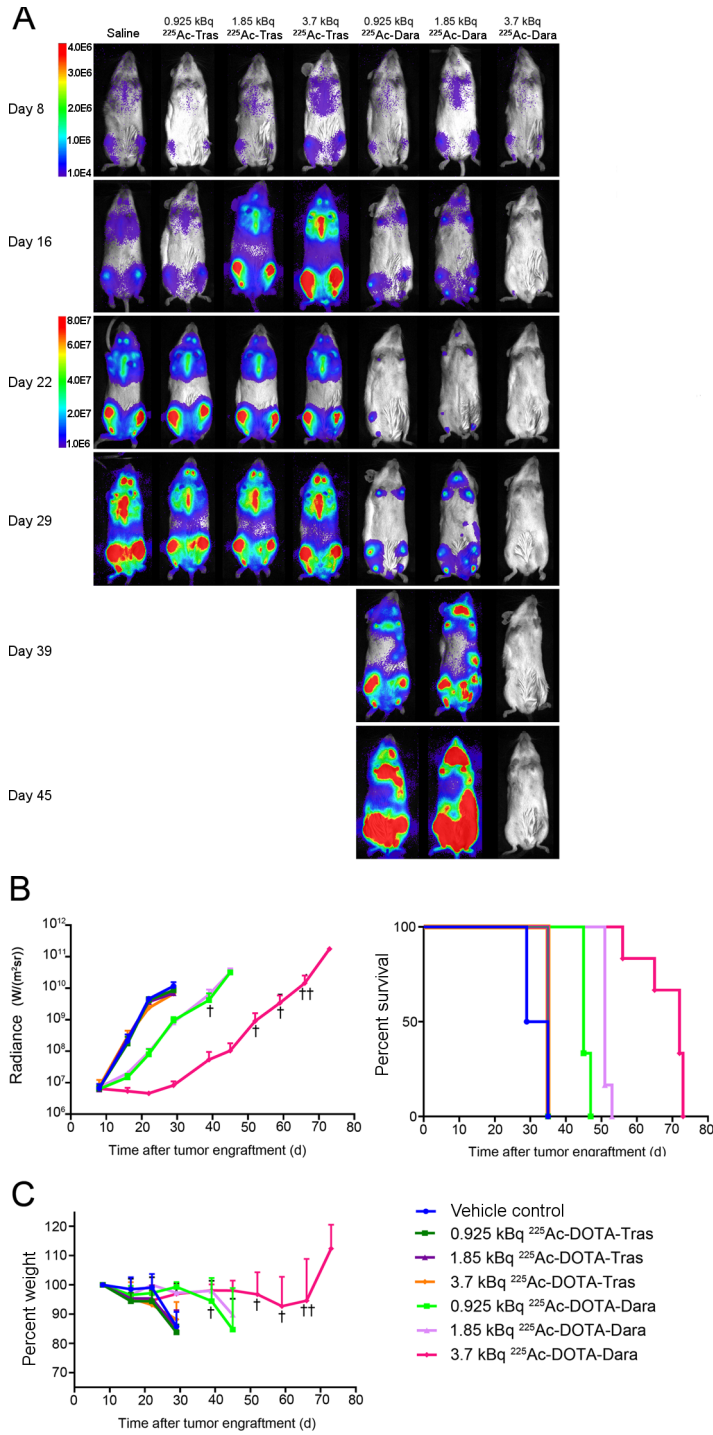 A
Saline
0.925 kBq
²²⁵Ac-Tras
1.85 kBq
²²⁵Ac-Tras
3.7 kBq
²²⁵Ac-Tras
0.925 kBq
²²⁵Ac-Dara
1.85 kBq
²²⁵Ac-Dara
3.7 kBq
²²⁵Ac-Dara
4.0E6
3.0E6
2.0E6
1.0E6
1.0E4
Day 8
Day 16
8.0E7
6.0E7
4.0E7
2.0E7
1.0E6
Day 22
Day 29
Day 39
Day 45
B
Radiance (W/(m²sr))
10¹²
10¹¹
10¹⁰
10⁹
10⁸
10⁷
10⁶
† † † ††
0 10 20 30 40 50 60 70 80
Time after tumor engraftment (d)
Percent survival
100
50
0
0 10 20 30 40 50 60 70 80
Time after tumor engraftment (d)
C
Percent weight
120
110
100
90
80
70
† † † ††
0 10 20 30 40 50 60 70 80
Time after tumor engraftment (d)
Vehicle control
0.925 kBq ²²⁵Ac-DOTA-Tras
1.85 kBq ²²⁵Ac-DOTA-Tras
3.7 kBq ²²⁵Ac-DOTA-Tras
0.925 kBq ²²⁵Ac-DOTA-Dara
1.85 kBq ²²⁵Ac-DOTA-Dara
3.7 kBq ²²⁵Ac-DOTA-Dara